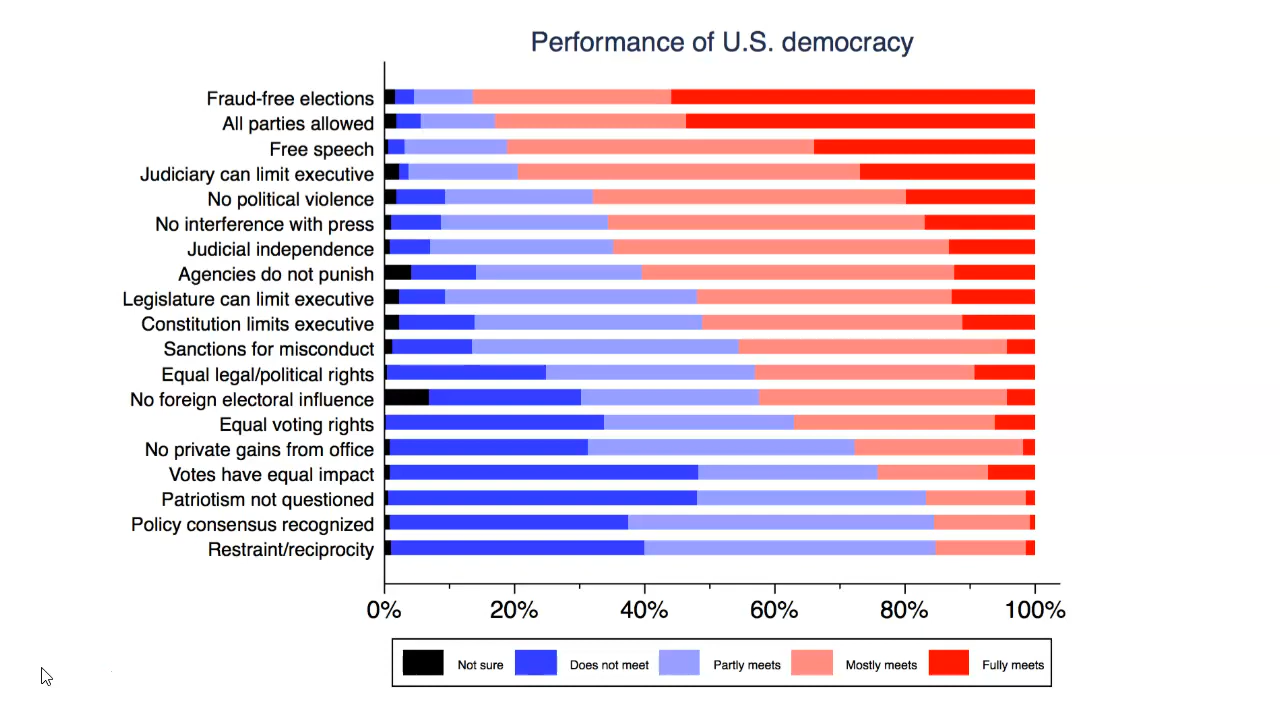 Performance of U.S. democracy
Fraud-free elections
All parties allowed
Free speech
Judiciary can limit executive
No political violence
No interference with press
Judicial independence
Agencies do not punish
Legislature can limit executive
Constitution limits executive
Sanctions for misconduct
Equal legal/political rights
No foreign electoral influence
Equal voting rights
No private gains from office
Votes have equal impact
Patriotism not questioned
Policy consensus recognized
Restraint/reciprocity
0% 20% 40% 60% 80% 100%
Not sure Does not meet Partly meets Mostly meets Fully meets